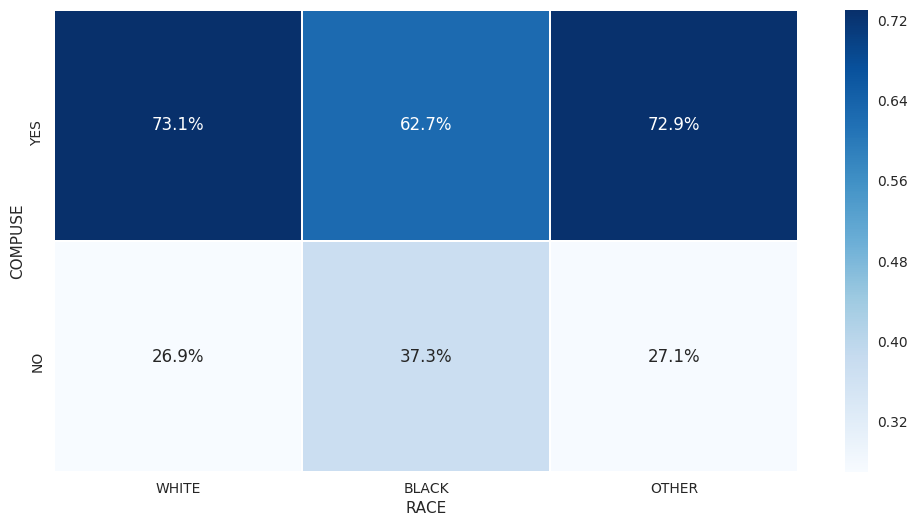 0.72
73.1% 62.7% 72.9%
YES
0.64
0.56
COMPUSE
0.48
0.40
26.9% 37.3% 27.1%
NO
0.32
WHITE BLACK OTHER
RACE